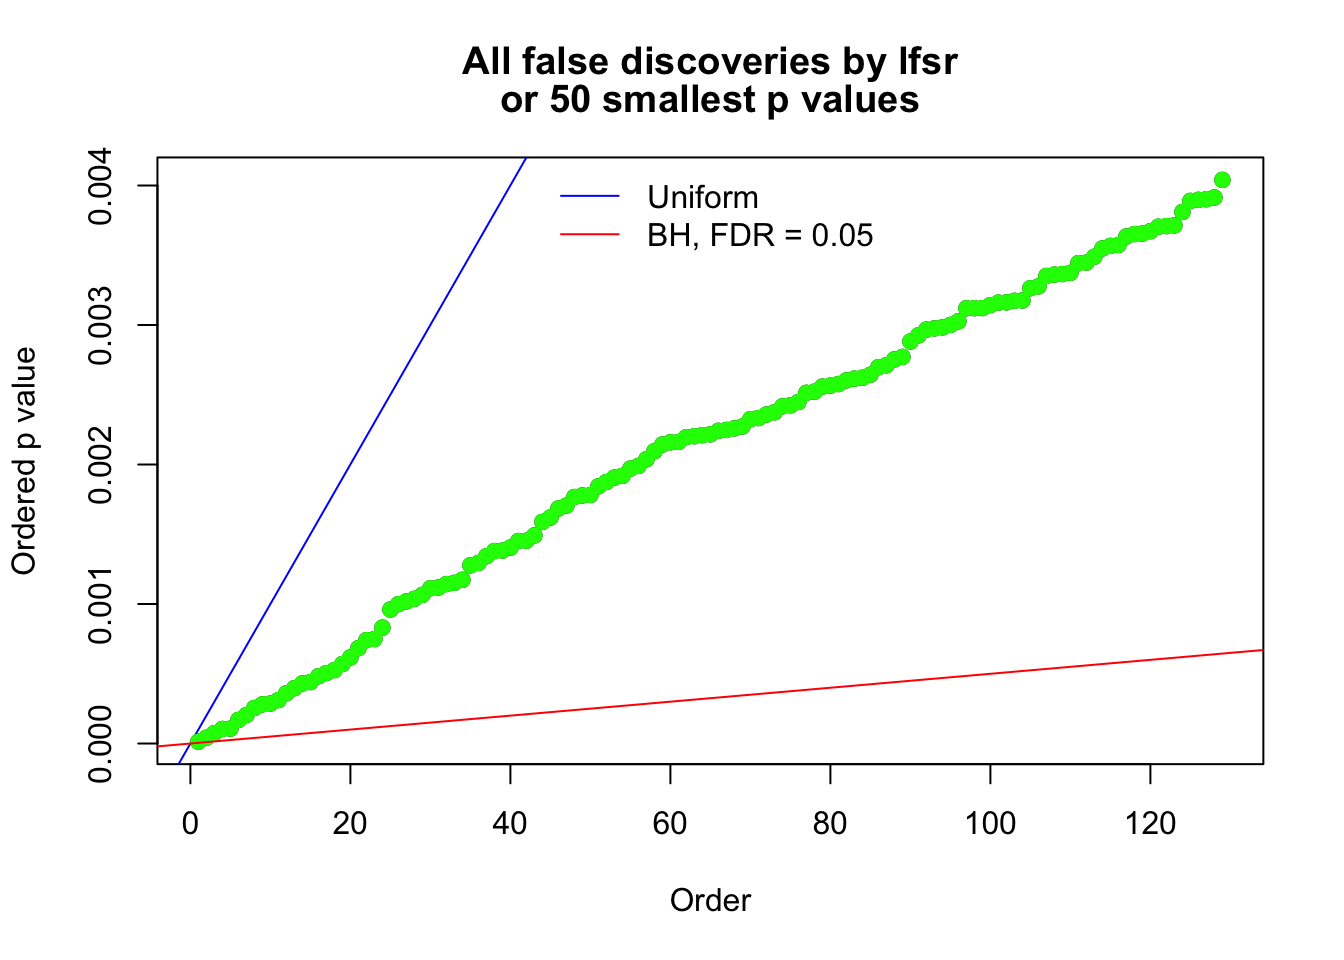 All false discoveries by lfsr
or 50 smallest p values
Uniform
BH, FDR = 0.05
Ordered p value
0.004
0.003
0.002
0.001
0.000
0 20 40 60 80 100 120
Order